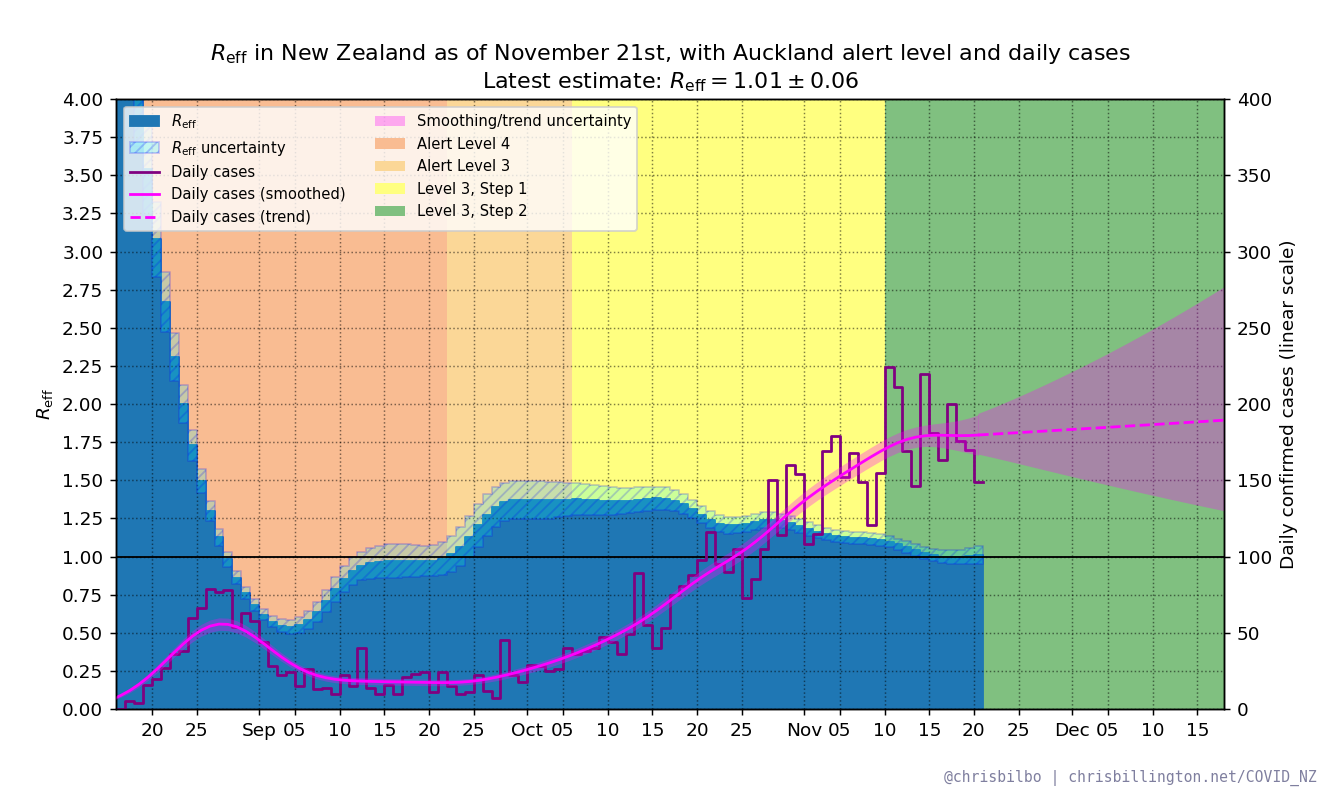 R_eff in New Zealand as of November 21st, with Auckland alert level and daily cases
Latest estimate: R_eff = 1.01 ± 0.06
R_eff
R_eff uncertainty
Daily cases
Daily cases (smoothed)
Daily cases (trend)
Smoothing/trend uncertainty
Alert Level 4
Alert Level 3
Level 3, Step 1
Level 3, Step 2
R_eff
4.00
3.75
3.50
3.25
3.00
2.75
2.50
2.25
2.00
1.75
1.50
1.25
1.00
0.75
0.50
0.25
0.00
400
350
300
250
200
150
100
50
0
Daily confirmed cases (linear scale)
20 25 Sep 05 10 15 20 25 Oct 05 10 15 20 25 Nov 05 10 15 20 25 Dec 05 10 15
@chrisbilbo | chrisbillington.net/COVID_NZ